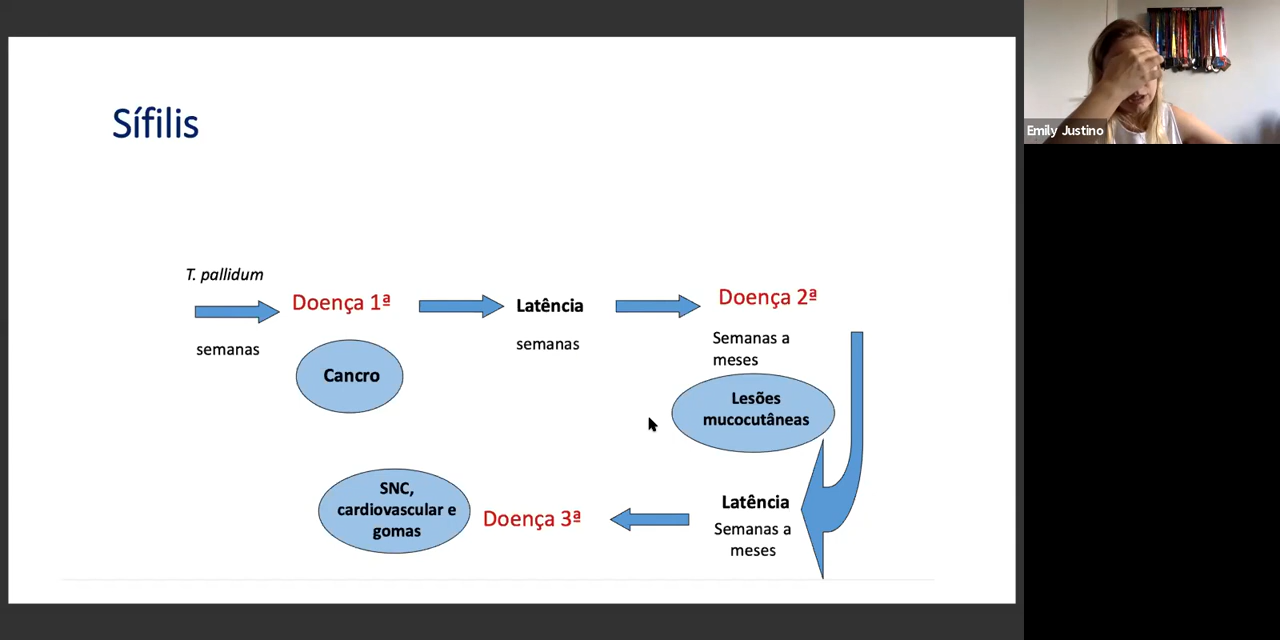 Sífilis
T. pallidum
semanas
Doença 1ª
Cancro
Latência
semanas
Doença 2ª
Semanas a
meses
Lesões
mucocutâneas
Latência
Semanas a
meses
Doença 3ª
SNC,
cardiovascular e
gomas
Emily Justino